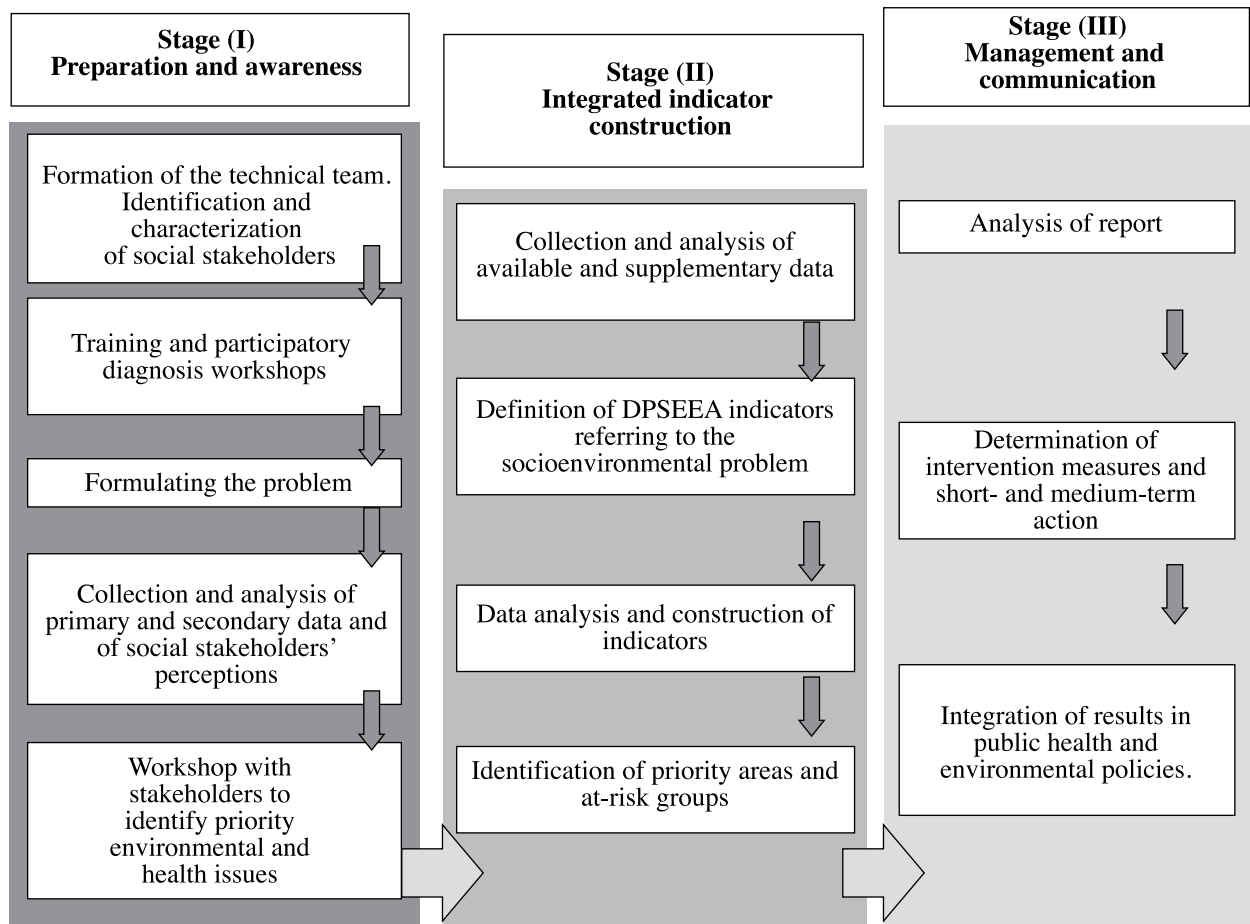 Stage (I)
Preparation and awareness
Formation of the technical team.
Identification and
characterization
of social stakeholders
Training and participatory
diagnosis workshops
Formulating the problem
Collection and analysis of
primary and secondary data and
of social stakeholders’
perceptions
Workshop with
stakeholders to
identify priority
environmental and
health issues
Stage (II)
Integrated indicator
construction
Collection and analysis of
available and supplementary data
Definition of DPSEEA indicators
referring to the
socioenvironmental problem
Data analysis and construction of
indicators
Identification of priority areas and
at-risk groups
Stage (III)
Management and
communication
Analysis of report
Determination of
intervention measures and
short- and medium-term
action
Integration of results in
public health and
environmental policies.